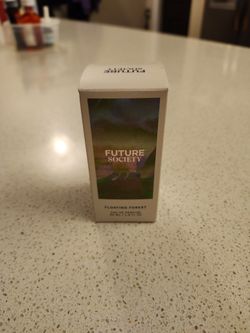 FUTURE
SOCIETY
FUTURE
SOCIETY
FLOATING FOREST
EAU DE PARFUM